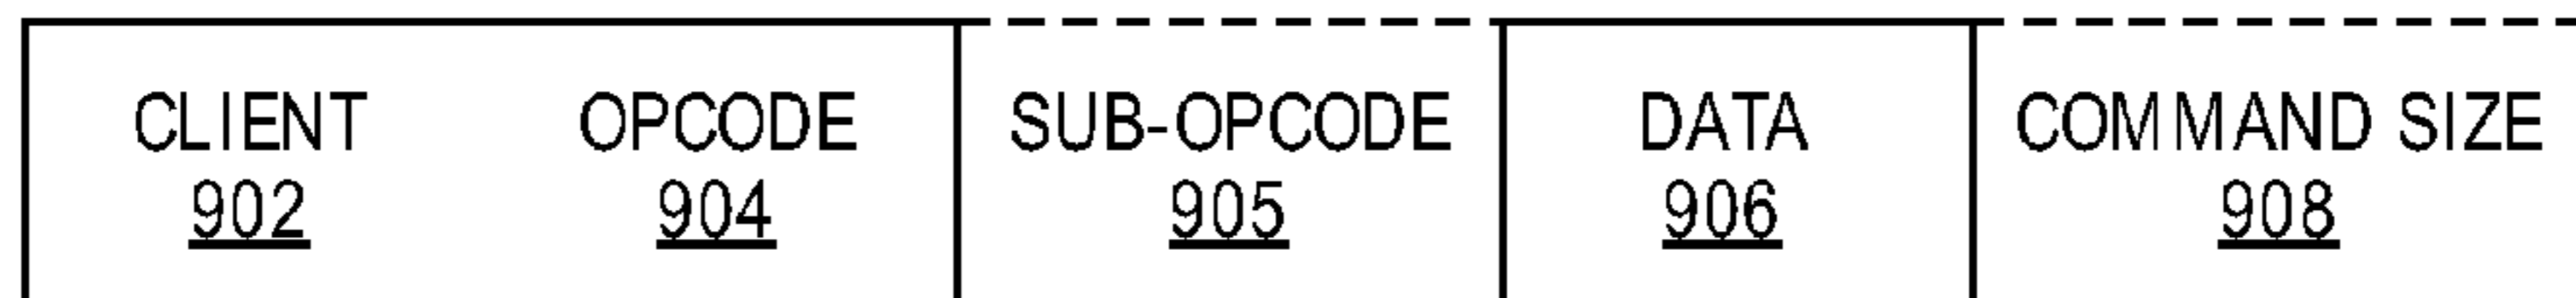 CLIENT OPCODE SUB-OPCODE DATA COMMAND SIZE
902 904 905 906 908